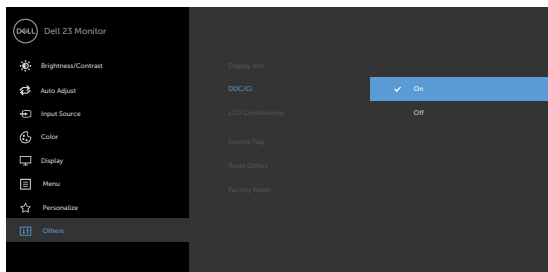 DELL Dell 23 Monitor
Brightness/Contrast
Auto Adjust
Input Source
Color
Display
Menu
Personalize
Others
Display Info
DDC/CI
LCD Conditioning
Service Tag
Reset Others
Factory Reset
On
Off